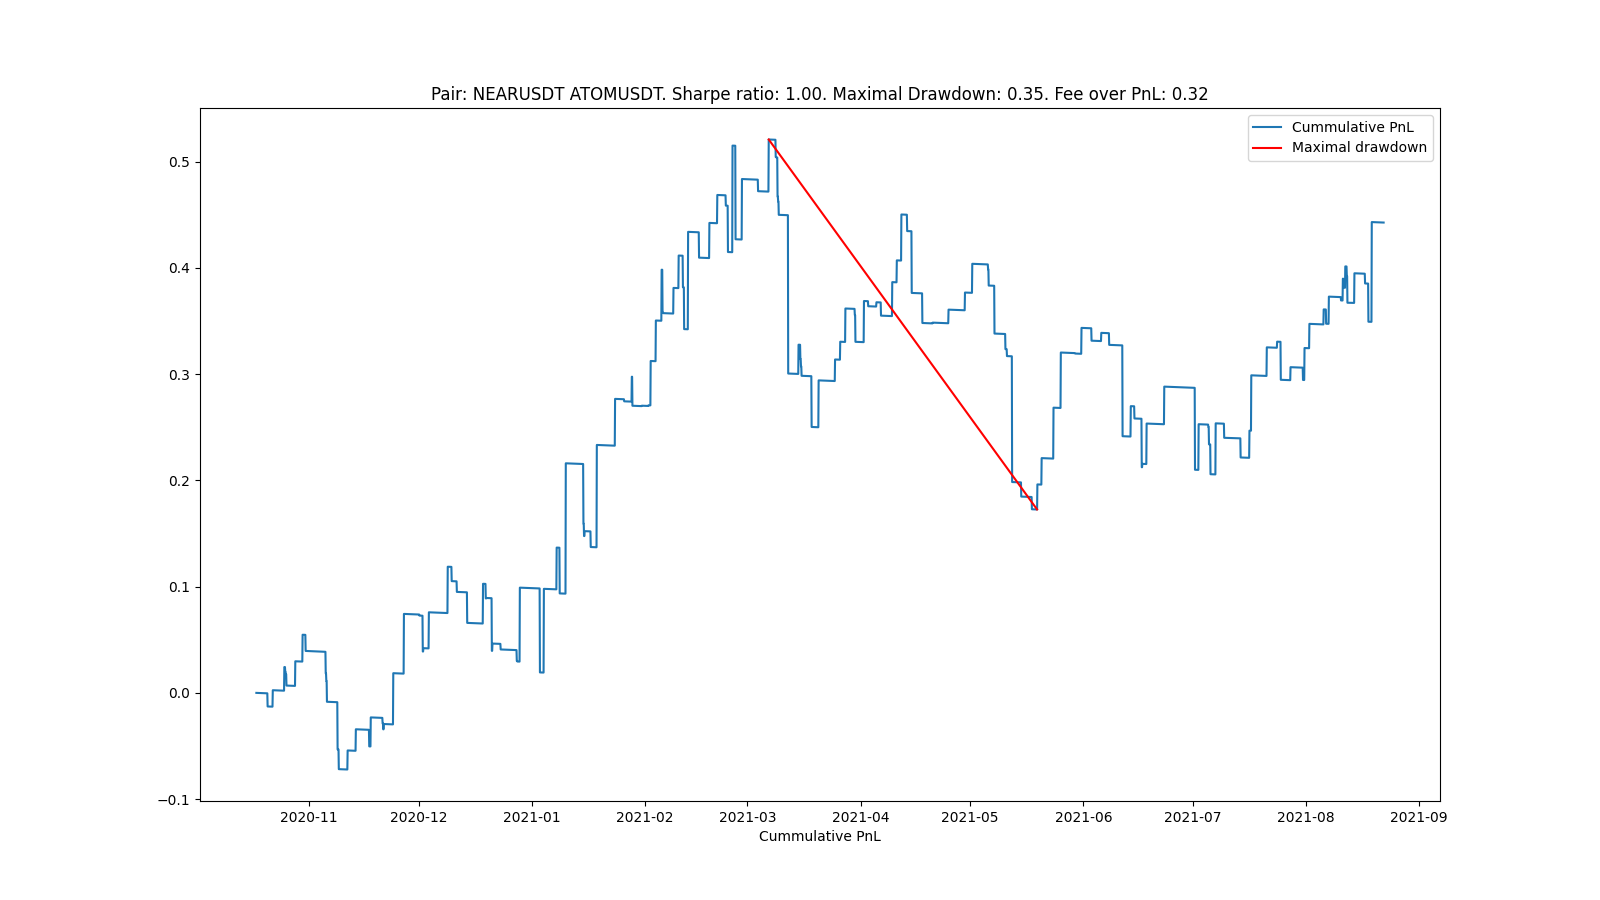 Pair: NEARUSDT ATOMUSDT. Sharpe ratio: 1.00. Maximal Drawdown: 0.35. Fee over PnL: 0.32
Cummulative PnL
Maximal drawdown
0.5
0.4
0.3
0.2
0.1
0.0
−0.1
2020-11 2020-12 2021-01 2021-02 2021-03 2021-04 2021-05 2021-06 2021-07 2021-08 2021-09
Cummulative PnL